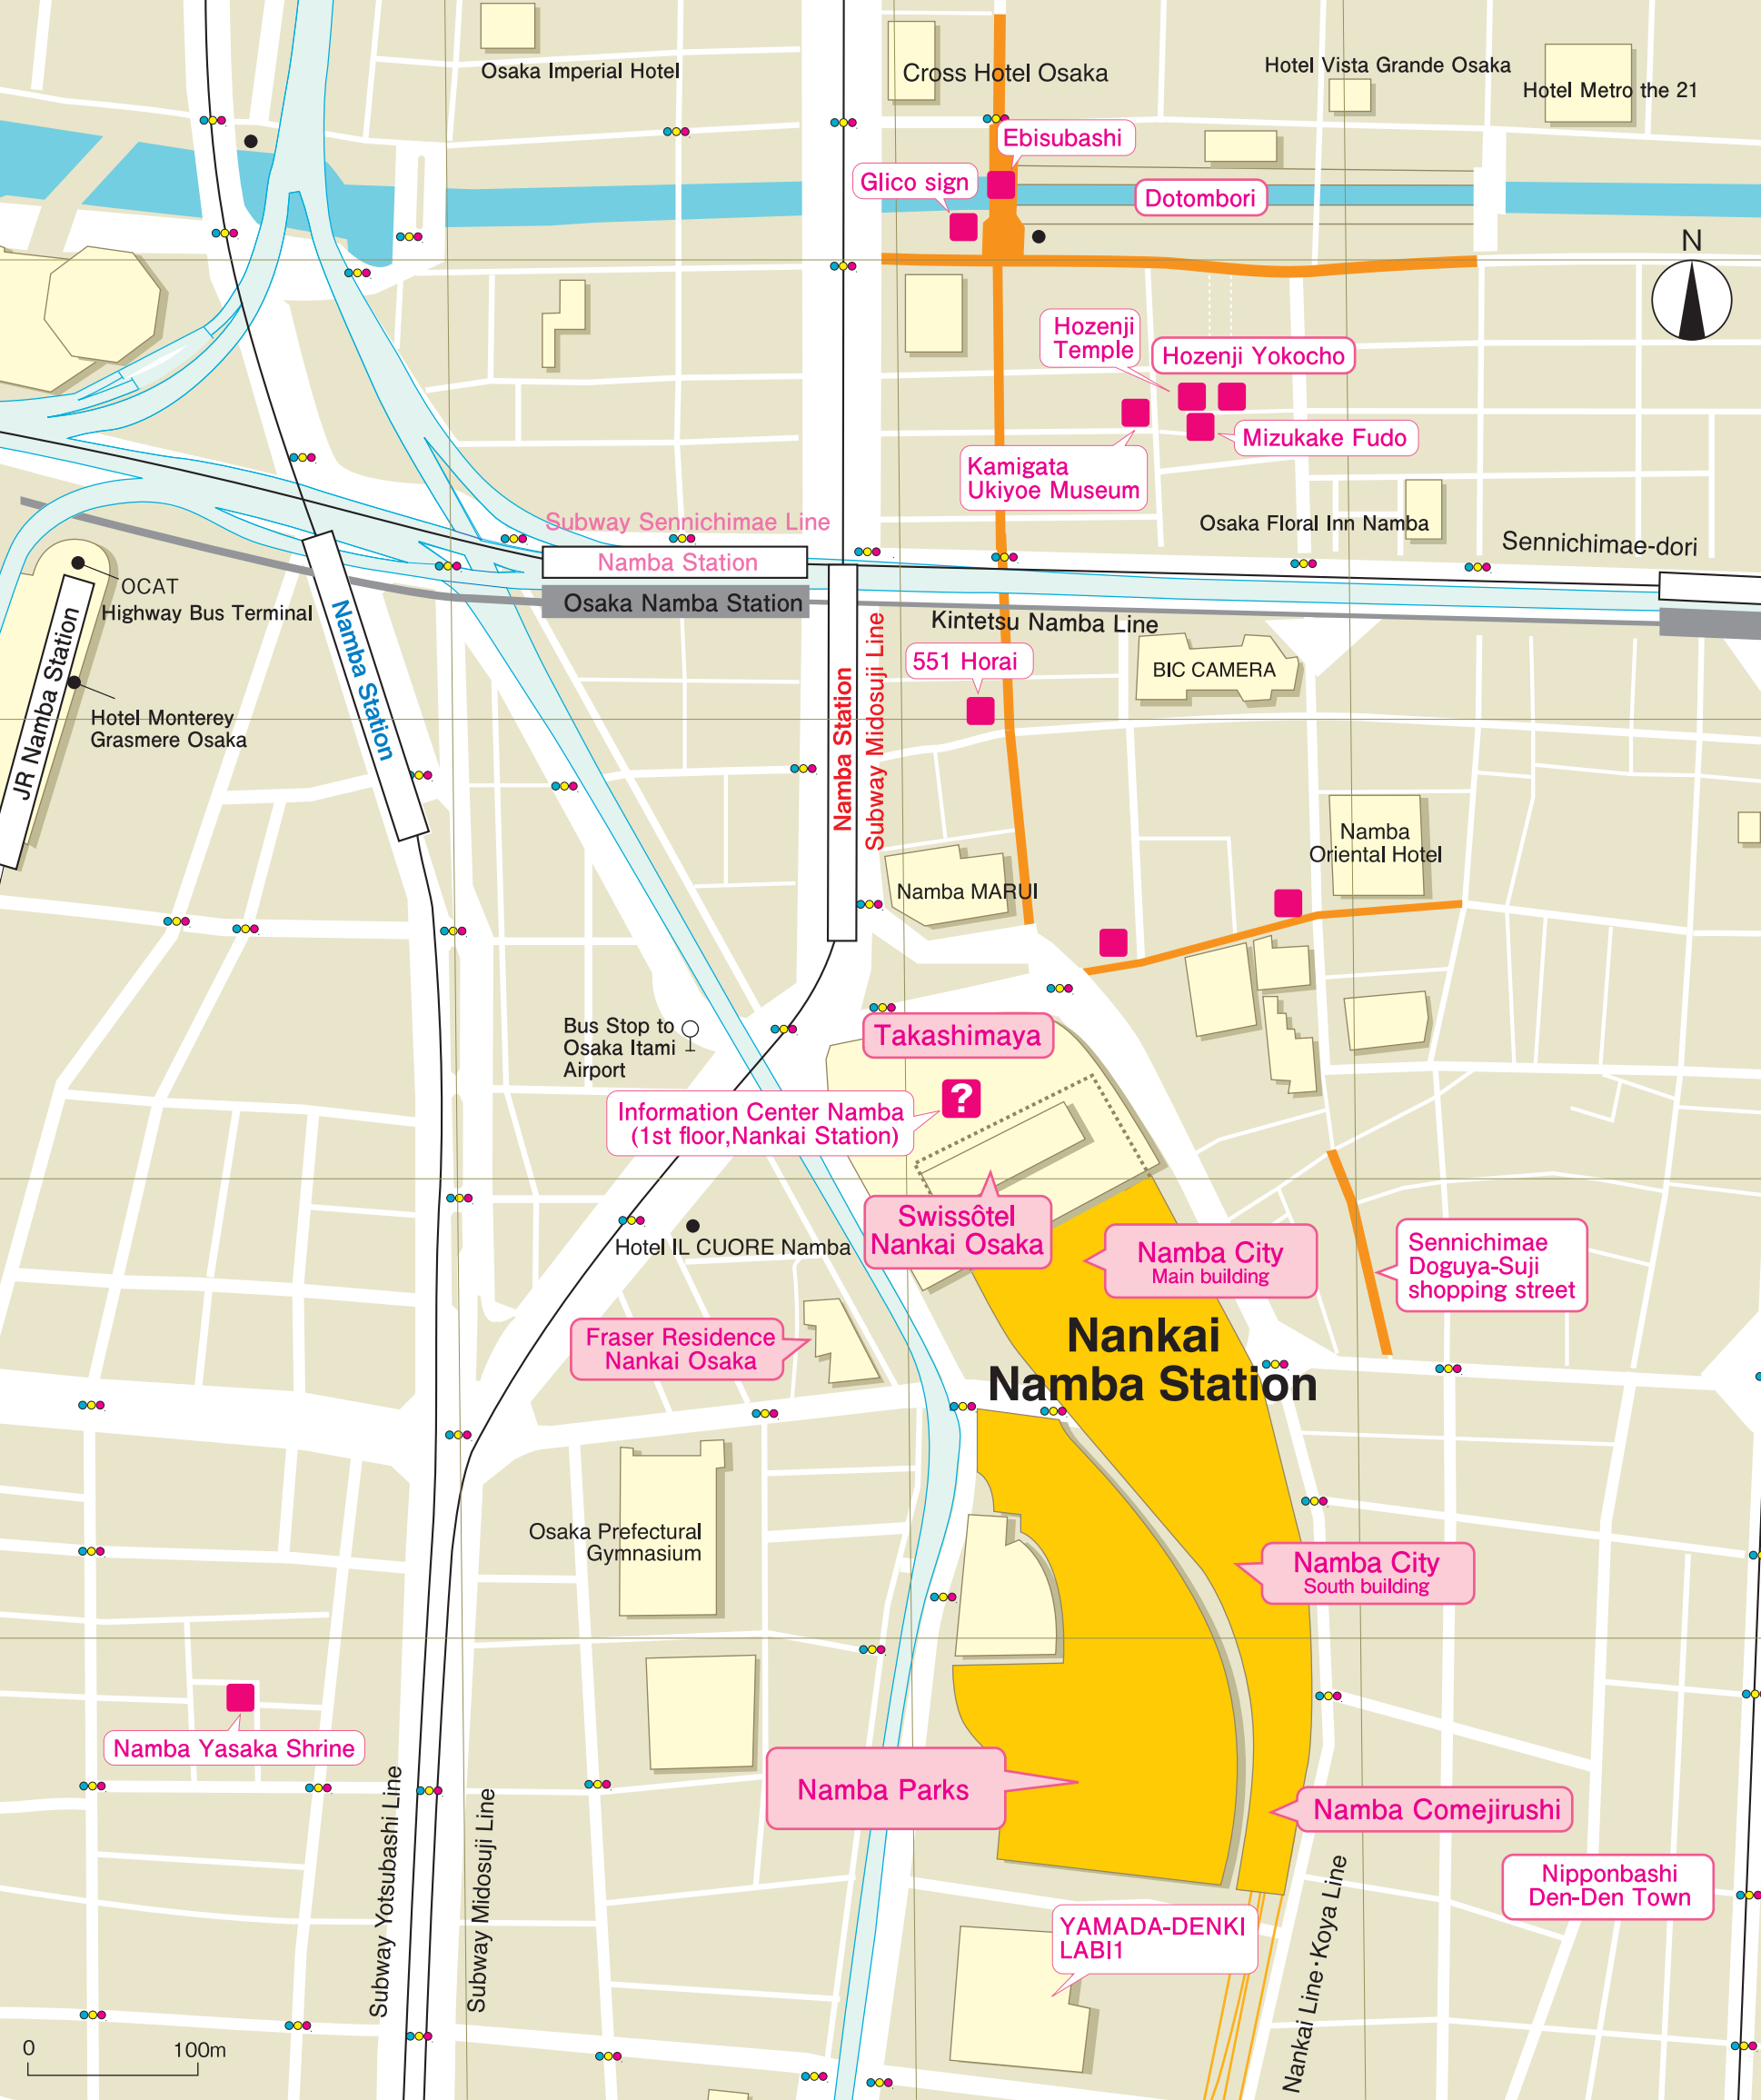 Osaka Imperial Hotel
Cross Hotel Osaka
Hotel Vista Grande Osaka
Hotel Metro the 21
Ebisubashi
Glico sign
Dotombori
N
Hozenji
Temple
Hozenji Yokocho
Mizukake Fudo
Kamigata
Ukiyoe Museum
Osaka Floral Inn Namba
Sennichimae-dori
Subway Sennichimae Line
Namba Station
Osaka Namba Station
Kintetsu Namba Line
OCAT
Highway Bus Terminal
JR Namba Station
Hotel Monterey
Grasmere Osaka
Namba Station
Namba Station
Subway Midosuji Line
551 Horai
BIC CAMERA
Namba
Oriental Hotel
Namba MARUI
Bus Stop to
Osaka Itami
Airport
Takashimaya
?
Information Center Namba
(1st floor,Nankai Station)
Swissôtel
Nankai Osaka
Hotel IL CUORE Namba
Namba City
Main building
Sennichimae
Doguya-Suji
shopping street
Fraser Residence
Nankai Osaka
Nankai
Namba Station
Osaka Prefectural
Gymnasium
Namba City
South building
Namba Yasaka Shrine
Namba Parks
Namba Comejirushi
Subway Yotsubashi Line
Subway Midosuji Line
Nipponbashi
Den-Den Town
YAMADA-DENKI
LABI1
Nankai Line・Koya Line
0 100m